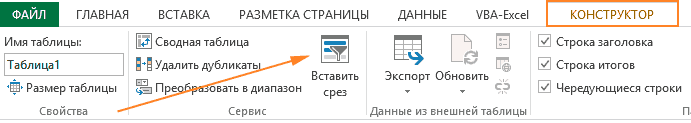 ФАЙЛ ГЛАВНАЯ ВСТАВКА РАЗМЕТКА СТРАНИЦЫ ДАННЫЕ VBA-Excel КОНСТРУКТОР
Имя таблицы:
Таблица1
Размер таблицы
Свойства
Сводная таблица
Удалить дубликаты
Преобразовать в диапазон
Вставить
срез
Сервис
Экспорт
Обновить
Данные из внешней таблицы
Строка заголовка
Строка итогов
Чередующиеся строки